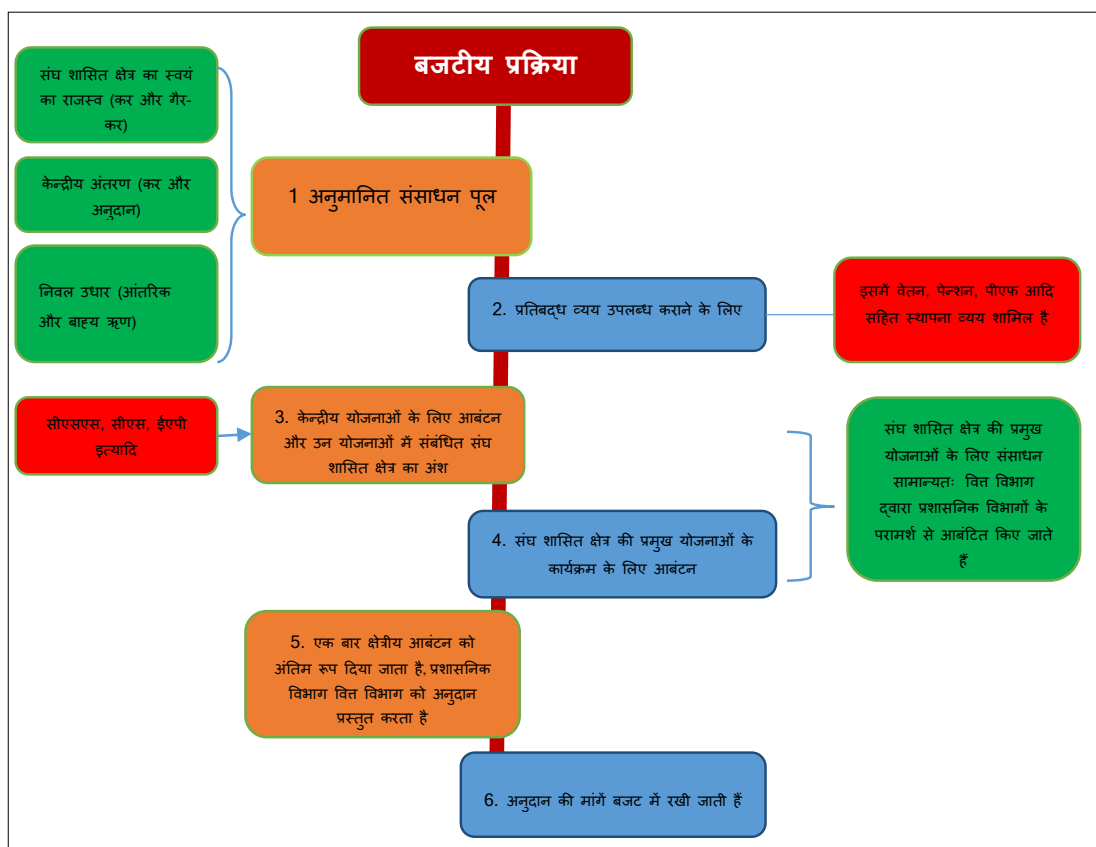 बजटीय प्रक्रिया
संघ शासित क्षेत्र का स्वयं
का राजस्व (कर और गैर-
कर)
केन्द्रीय अंतरण (कर और
अनुदान)
निवल उधार (आंतरिक
और बाह्य ऋण)
1 अनुमानित संसाधन पूल
2. प्रतिबद्ध व्यय उपलब्ध कराने के लिए
इसमें वेतन, पेन्शन, पीएफ आदि
सहित स्थापना व्यय शामिल है
सीएसएस, सीएस, ईएपी
इत्यादि
3. केन्द्रीय योजनाओं के लिए आबंटन
और उन योजनाओं में संबंधित संघ
शासित क्षेत्र का अंश
संघ शासित क्षेत्र की प्रमुख
योजनाओं के लिए संसाधन
सामान्यतः वित्त विभाग
द्वारा प्रशासनिक विभागों के
परामर्श से आबंटित किए जाते
हैं
4. संघ शासित क्षेत्र की प्रमुख योजनाओं के
कार्यक्रम के लिए आबंटन
5. एक बार क्षेत्रीय आबंटन को
अंतिम रूप दिया जाता है, प्रशासनिक
विभाग वित्त विभाग को अनुदान
प्रस्तुत करता है
6. अनुदान की मांगें बजट में रखी जाती हैं